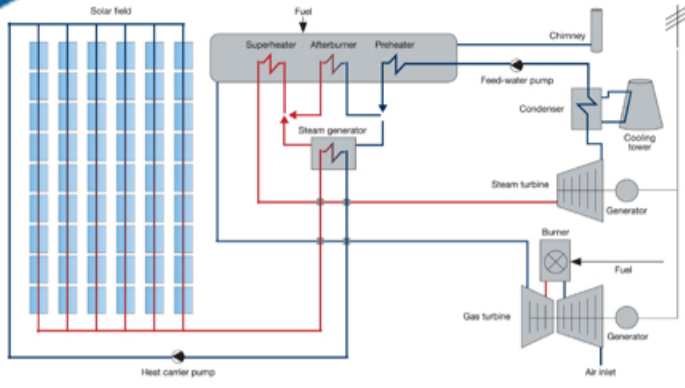 Solar field
Fuel
Superheater
Afterburner
Preheater
Chimney
Feed-water pump
Condenser
Cooling
tower
Steam generator
Steam turbine
Generator
Burner
Fuel
Gas turbine
Generator
Heat carrier pump
Air inlet